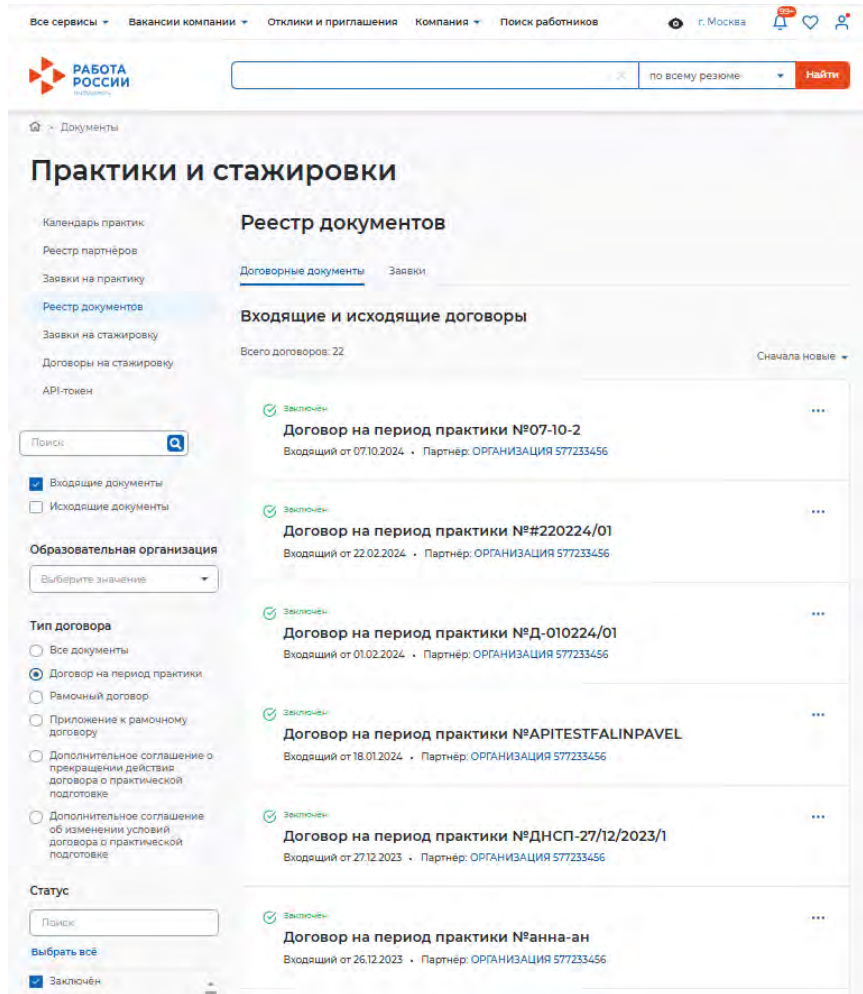 Все сервисы
Вакансии компании
Отклики и приглашения
Компания
Поиск работников
г. Москва
99+
РАБОТА
РОССИИ
по всему резюме
Найти
> Документы
Практики и стажировки
Календарь практик
Реестр партнёров
Заявки на практику
Реестр документов
Заявки на стажировку
Договоры на стажировку
API-токен
Поиск
Входящие документы
Исходящие документы
Образовательная организация
Выберите значение
Тип договора
Все документы
Договор на период практики
Рамочный договор
Приложение к рамочному
договору
Дополнительное соглашение о
прекращении действия
договора о практической
подготовке
Дополнительное соглашение
об изменении условий
договора о практической
подготовке
Статус
Поиск
Выбрать всё
Заключён
Реестр документов
Договорные документы
Заявки
Входящие и исходящие договоры
Всего договоров: 22
Сначала новые
Заключён
Договор на период практики №07-10-2
Входящий от 07.10.2024 • Партнёр: ОРГАНИЗАЦИЯ 577233456
Заключён
Договор на период практики №#220224/01
Входящий от 22.02.2024 • Партнёр: ОРГАНИЗАЦИЯ 577233456
Заключён
Договор на период практики №Д-010224/01
Входящий от 01.02.2024 • Партнёр: ОРГАНИЗАЦИЯ 577233456
Заключён
Договор на период практики №APITESTFALINPAVEL
Входящий от 18.01.2024 • Партнёр: ОРГАНИЗАЦИЯ 577233456
Заключён
Договор на период практики №ДНСП-27/12/2023/1
Входящий от 27.12.2023 • Партнёр: ОРГАНИЗАЦИЯ 577233456
Заключён
Договор на период практики №анна-ан
Входящий от 26.12.2023 • Партнёр: ОРГАНИЗАЦИЯ 577233456